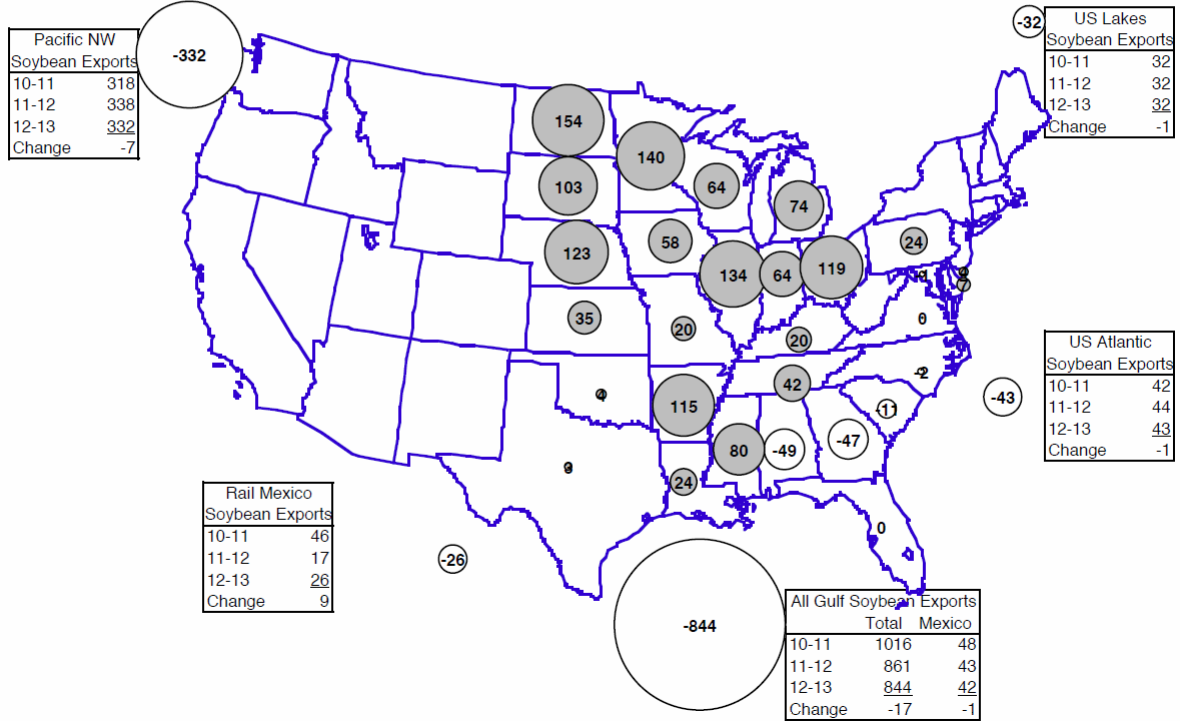 Pacific NW
Soybean Exports
10-11 318
11-12 338
12-13 332
Change -7
-332
-32
US Lakes
Soybean Exports
10-11 32
11-12 32
12-13 32
Change -1
154
140
103
64
74
123
58
24
134
64
119
7
35
20
20
0
-2
42
115
-11
80
-49
-47
24
0
US Atlantic
Soybean Exports
10-11 42
11-12 44
12-13 43
Change -1
-43
Rail Mexico
Soybean Exports
10-11 46
11-12 17
12-13 26
Change 9
-26
-844
All Gulf Soybean Exports
Total Mexico
10-11 1016 48
11-12 861 43
12-13 844 42
Change -17 -1